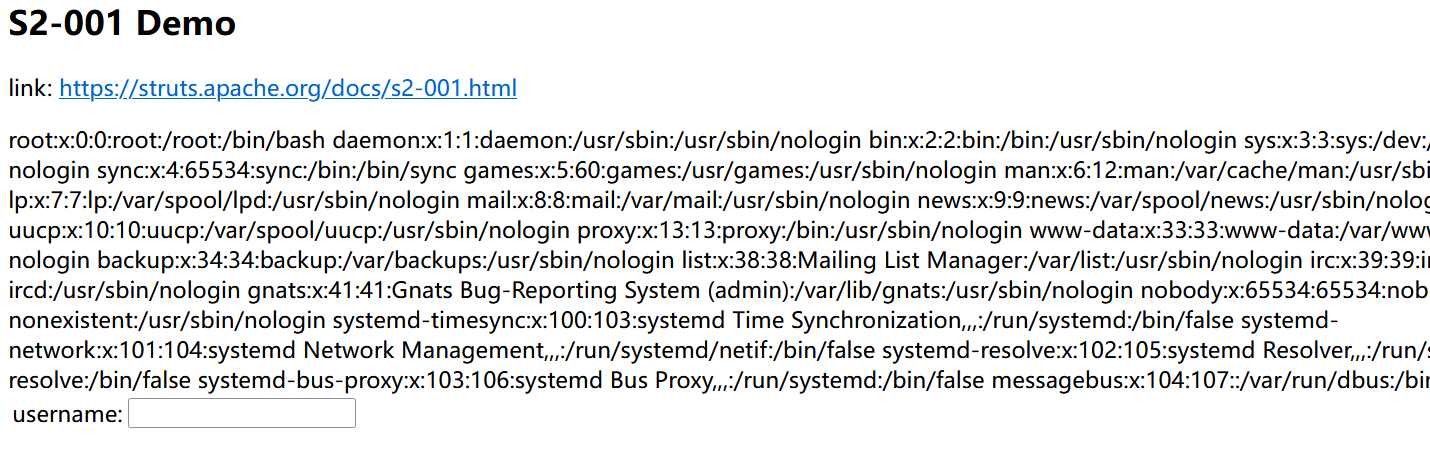 S2-001 Demo
link: https://struts.apache.org/docs/s2-001.html
root:x:0:0:root:/root:/bin/bash daemon:x:1:1:daemon:/usr/sbin:/usr/sbin/nologin bin:x:2:2:bin:/bin:/usr/sbin/nologin sys:x:3:3:sys:/dev:/
nologin sync:x:4:65534:sync:/bin:/bin/sync games:x:5:60:games:/usr/games:/usr/sbin/nologin man:x:6:12:man:/var/cache/man:/usr/sbi
lp:x:7:7:lp:/var/spool/lpd:/usr/sbin/nologin mail:x:8:8:mail:/var/mail:/usr/sbin/nologin news:x:9:9:news:/var/spool/news:/usr/sbin/nolog
uucp:x:10:10:uucp:/var/spool/uucp:/usr/sbin/nologin proxy:x:13:13:proxy:/bin:/usr/sbin/nologin www-data:x:33:33:www-data:/var/www
nologin backup:x:34:34:backup:/var/backups:/usr/sbin/nologin list:x:38:38:Mailing List Manager:/var/list:/usr/sbin/nologin irc:x:39:39:ir
ircd:/usr/sbin/nologin gnats:x:41:41:Gnats Bug-Reporting System (admin):/var/lib/gnats:/usr/sbin/nologin nobody:x:65534:65534:nob
nonexistent:/usr/sbin/nologin systemd-timesync:x:100:103:systemd Time Synchronization,,,:/run/systemd:/bin/false systemd-
network:x:101:104:systemd Network Management,,,:/run/systemd/netif:/bin/false systemd-resolve:x:102:105:systemd Resolver,,,:/run/s
resolve:/bin/false systemd-bus-proxy:x:103:106:systemd Bus Proxy,,,:/run/systemd:/bin/false messagebus:x:104:107::/var/run/dbus:/bin
username: